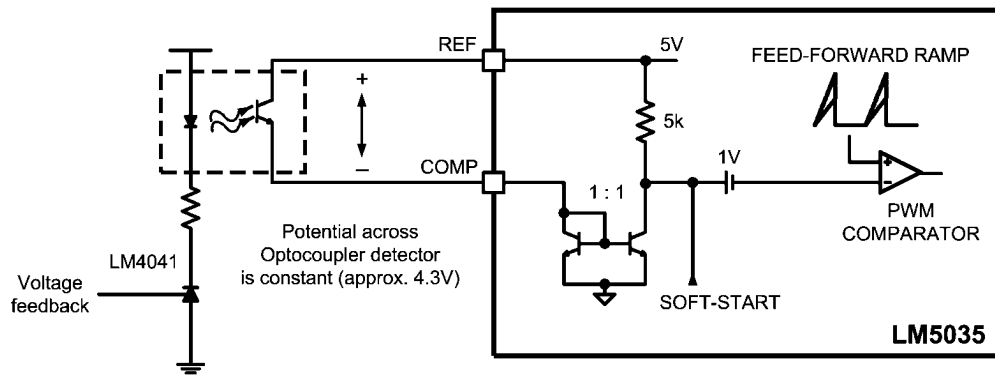 REF
5V
FEED-FORWARD RAMP
+
5k
1V
+
−
−
COMP
1 : 1
PWM
COMPARATOR
Potential across
Optocoupler detector
is constant (approx. 4.3V)
LM4041
Voltage
feedback
SOFT-START
LM5035